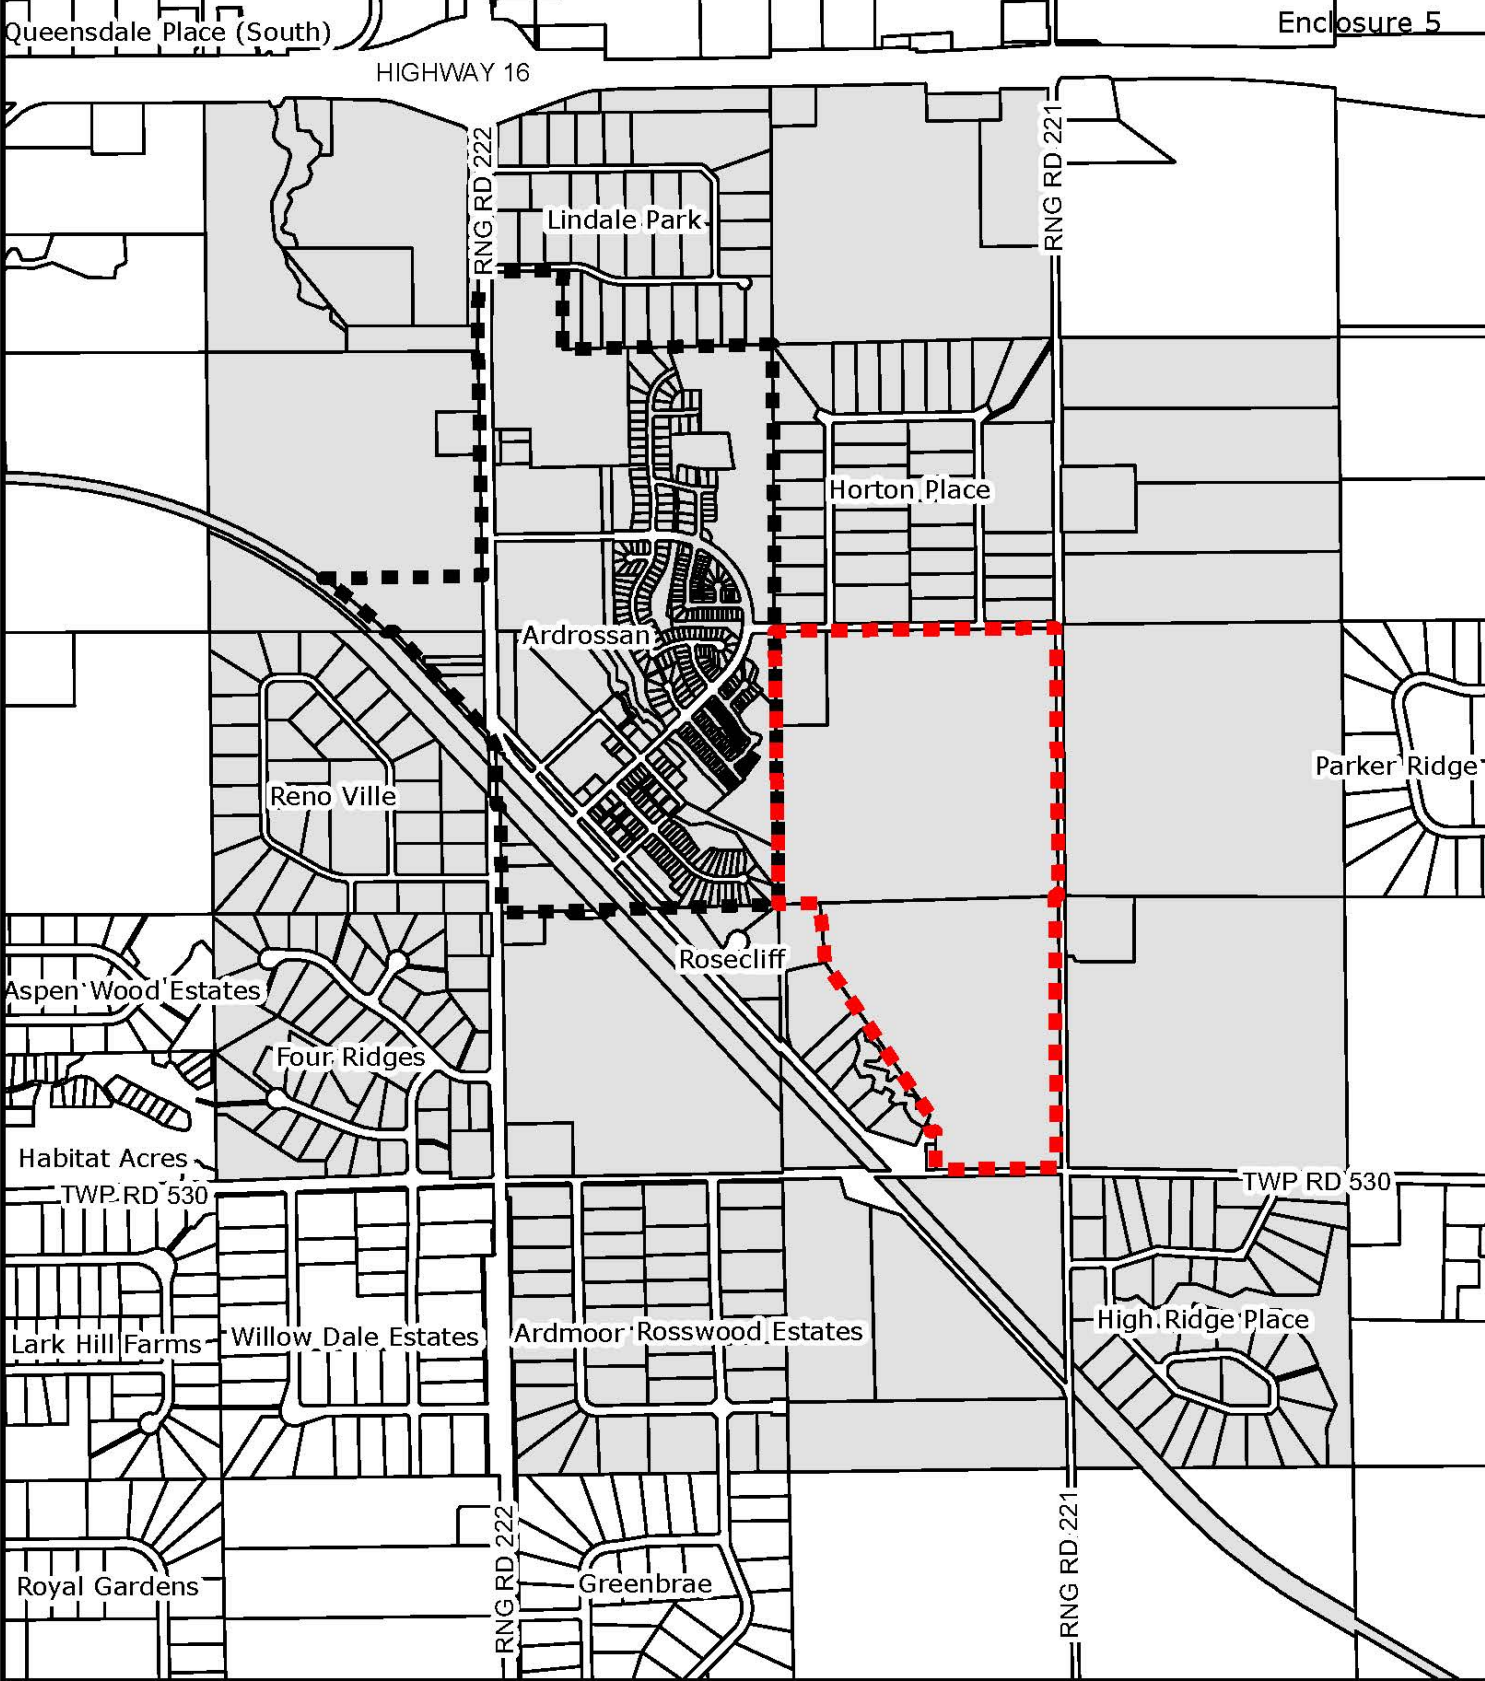 Queensdale Place (South)
Enclosure 5
HIGHWAY 16
RNG RD 222
RNG RD 221
Lindale Park
Horton Place
Ardrossan
Parker Ridge
Reno Ville
Rosecliff
Aspen Wood Estates
Four Ridges
Habitat Acres
TWP RD 530
TWP RD 530
Lark Hill Farms
Willow Dale Estates
Ardmoor
Rosswood Estates
High Ridge Place
RNG RD 222
RNG RD 221
Royal Gardens
Greenbrae